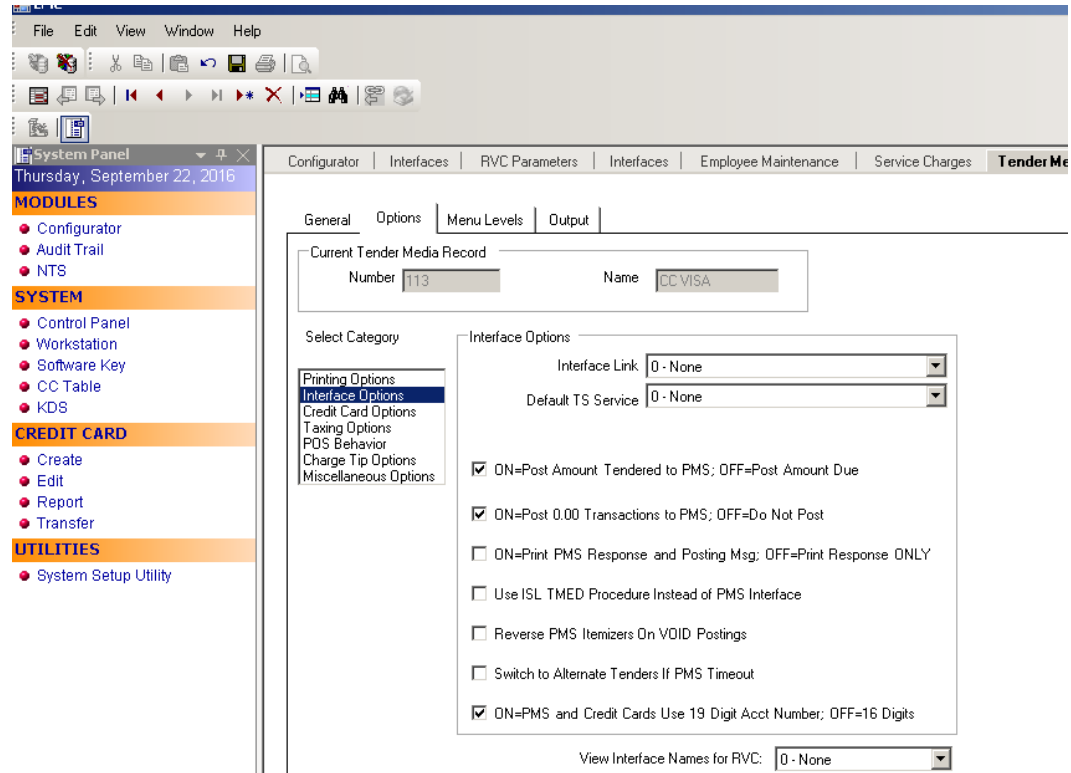 File Edit View Window Help
System Panel
Thursday, September 22, 2016
MODULES
Configurator
Audit Trail
NTS
SYSTEM
Control Panel
Workstation
Software Key
CC Table
KDS
CREDIT CARD
Create
Edit
Report
Transfer
UTILITIES
System Setup Utility
Configurator | Interfaces | RVC Parameters | Interfaces | Employee Maintenance | Service Charges Tender Me
General Options Menu Levels Output
Current Tender Media Record
Number 113 Name CC VISA
Select Category
Printing Options
Interface Options
Credit Card Options
Taxing Options
POS Behavior
Charge Tip Options
Miscellaneous Options
Interface Options
Interface Link 0 - None
Default TS Service 0 - None
ON=Post Amount Tendered to PMS; OFF=Post Amount Due
ON=Post 0.00 Transactions to PMS; OFF=Do Not Post
ON=Print PMS Response and Posting Msg; OFF=Print Response ONLY
Use ISL TMED Procedure Instead of PMS Interface
Reverse PMS Itemizers On VOID Postings
Switch to Alternate Tenders If PMS Timeout
ON=PMS and Credit Cards Use 19 Digit Acct Number; OFF=16 Digits
View Interface Names for RVC: 0 - None